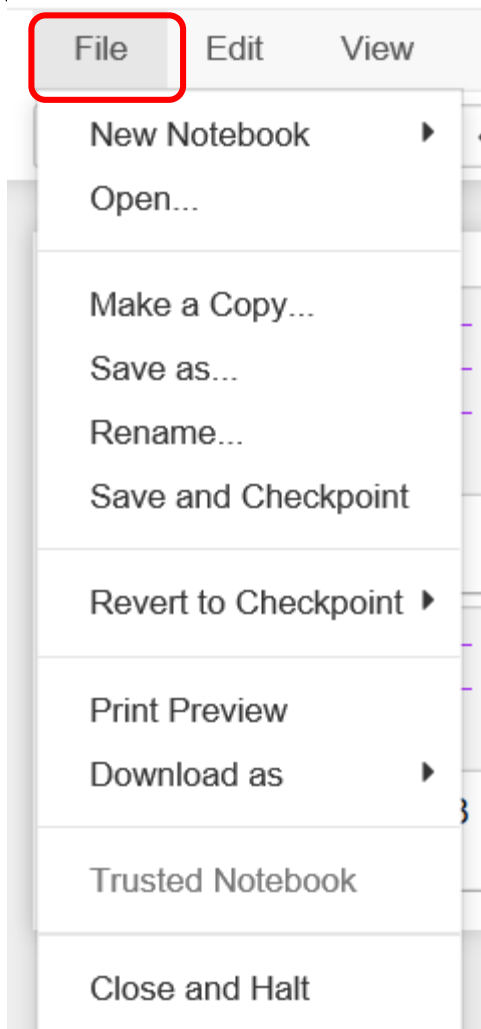 File Edit View
New Notebook
Open...
Make a Copy...
Save as...
Rename...
Save and Checkpoint
Revert to Checkpoint
Print Preview
Download as
Trusted Notebook
Close and Halt